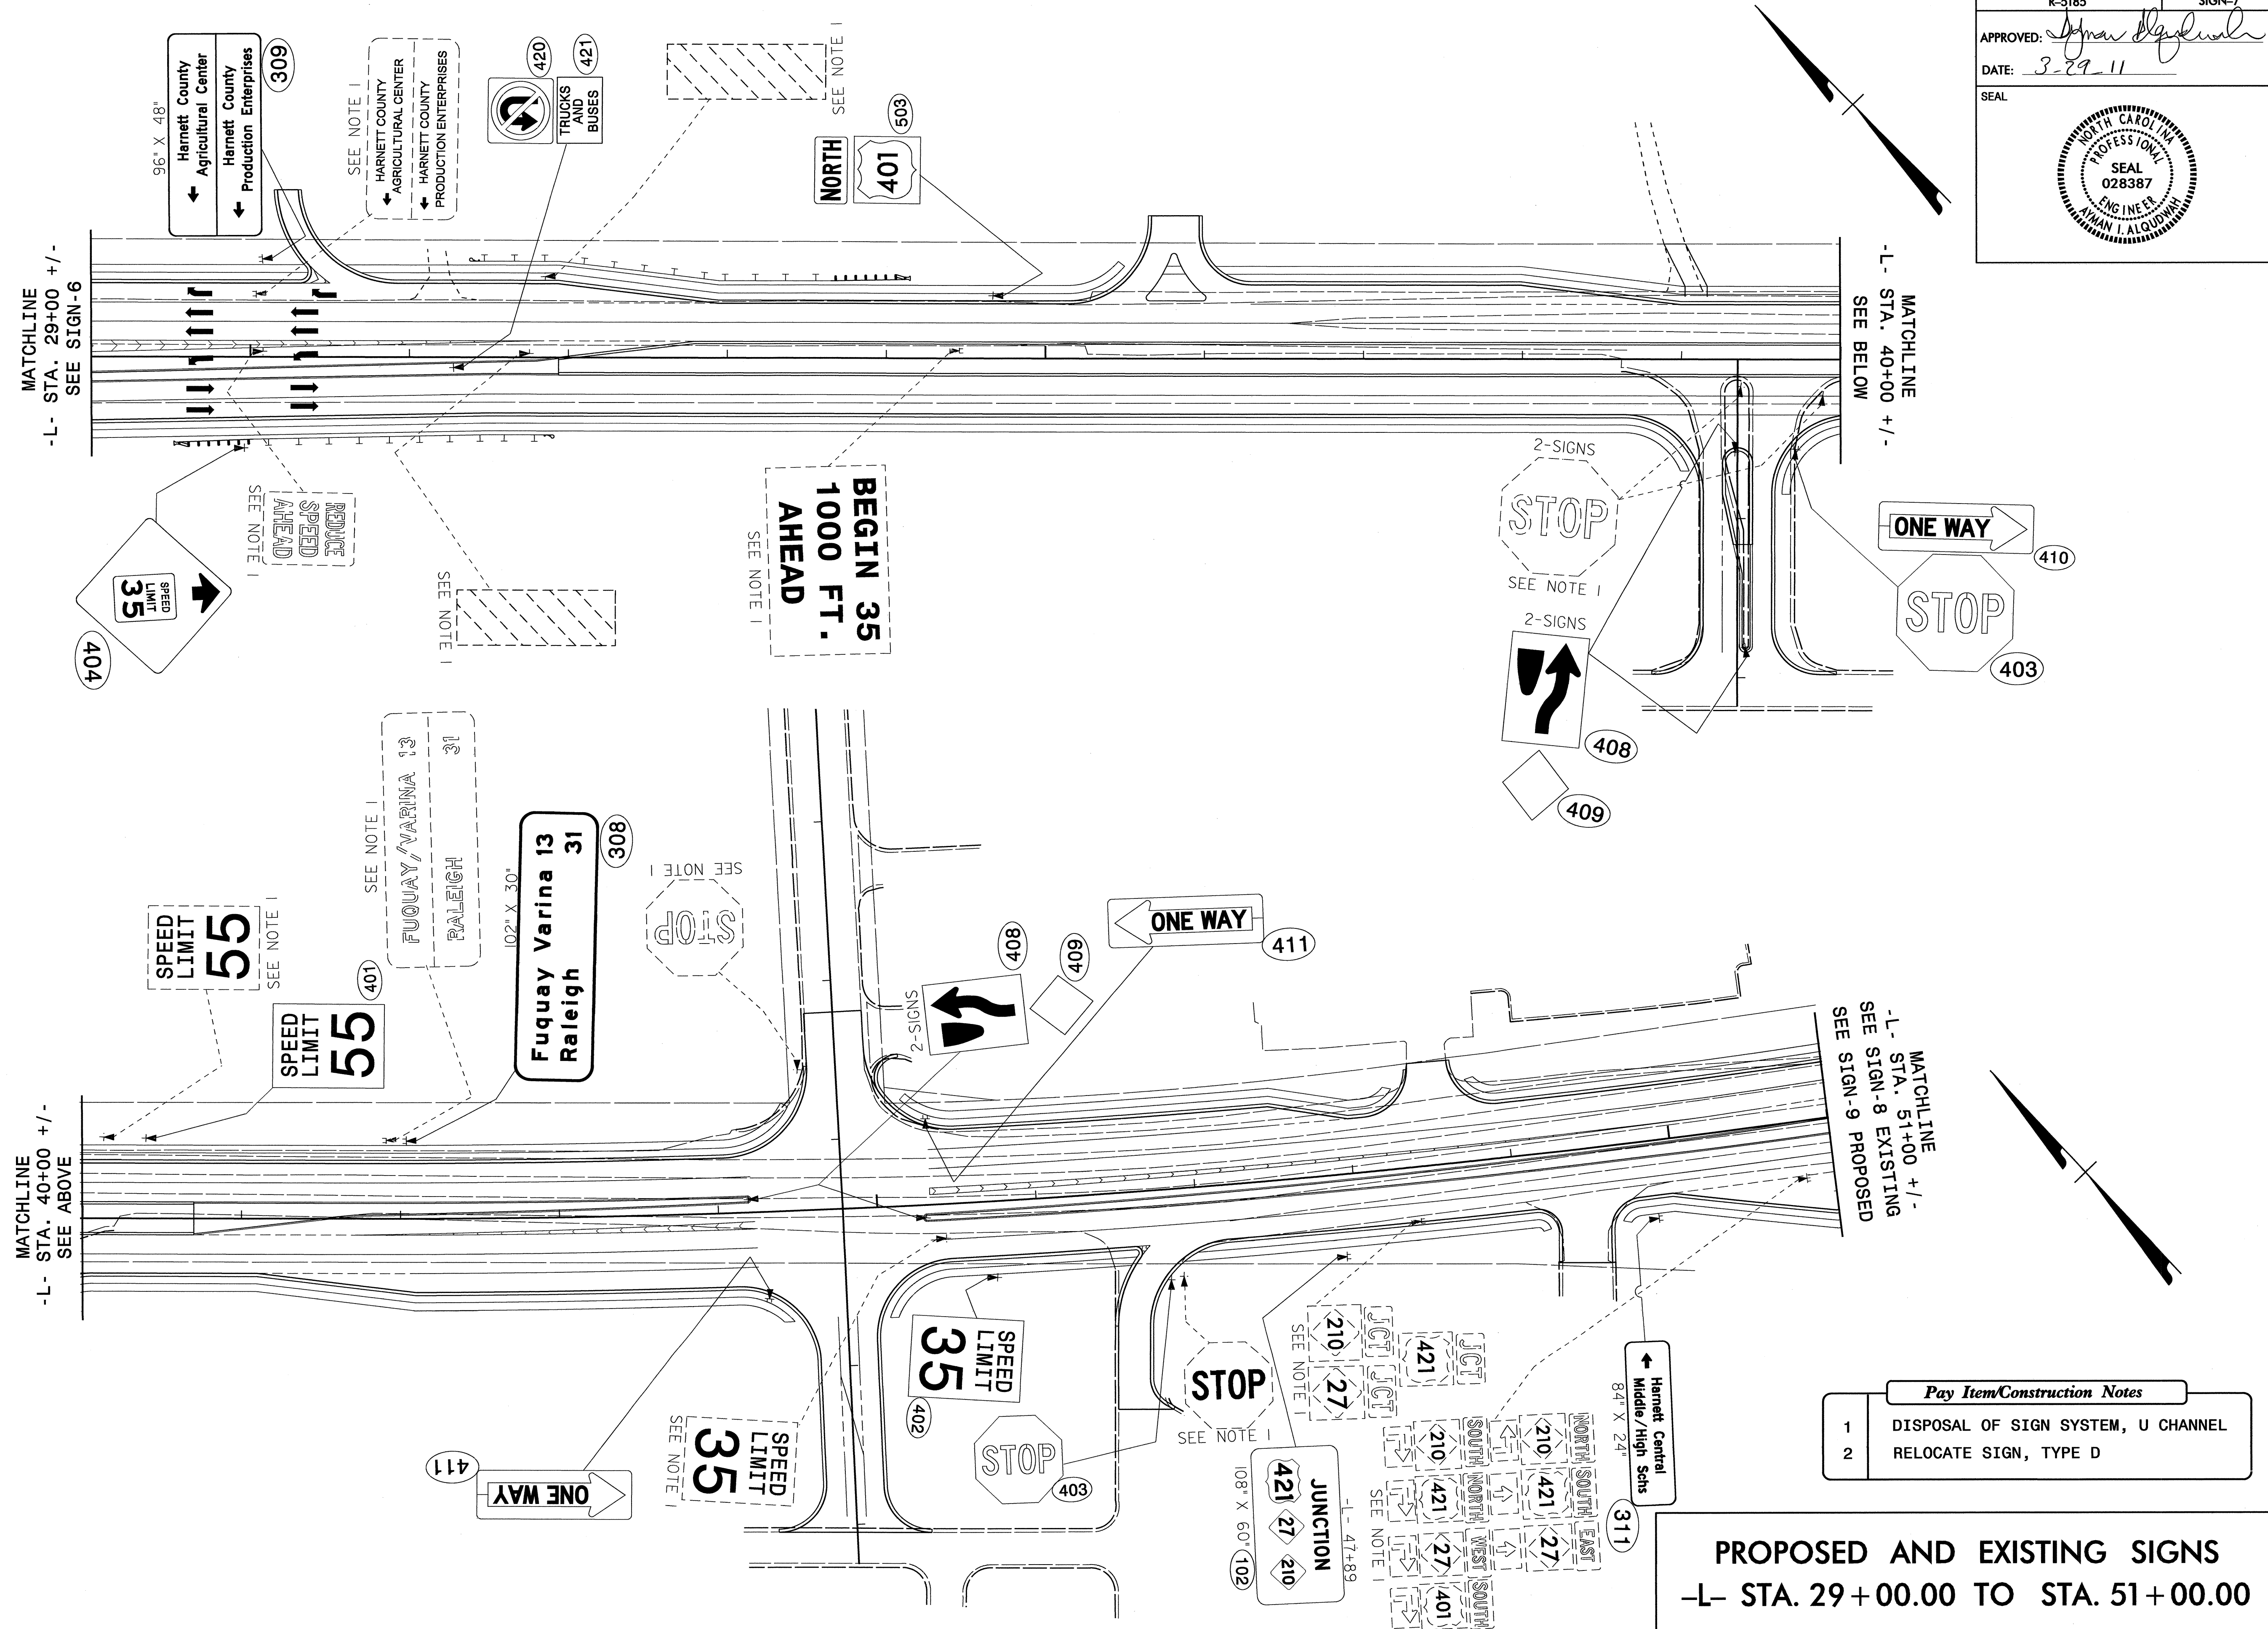 R-5185
SIGN-7
APPROVED:
DATE: 3-29-11
SEAL
NORTH CAROLINA
PROFESSIONAL
SEAL
028387
ENGINEER
AYMAN I. ALQUDWAH
96" X 48"
Harnett County
Agricultural Center
Harnett County
Production Enterprises
309
SEE NOTE 1
HARNETT COUNTY
AGRICULTURAL CENTER
HARNETT COUNTY
PRODUCTION ENTERPRISES
420
421
TRUCKS
AND
BUSES
SEE NOTE 1
NORTH
401
503
MATCHLINE
-L- STA. 29+00 +/-
SEE SIGN-6
MATCHLINE
-L- STA. 40+00 +/-
SEE BELOW
SPEED
LIMIT
35
404
REDUCE
SPEED
AHEAD
SEE NOTE 1
SEE NOTE 1
BEGIN 35
1000 FT.
AHEAD
SEE NOTE 1
2-SIGNS
STOP
SEE NOTE 1
2-SIGNS
408
409
ONE WAY
410
STOP
403
SPEED
LIMIT
55
SEE NOTE 1
SPEED
LIMIT
55
401
SEE NOTE 1
FUQUAY/VARINA 13
RALEIGH 31
102" X 30"
Fuquay Varina 13
Raleigh 31
308
SEE NOTE 1
STOP
2-SIGNS
408
409
ONE WAY
411
MATCHLINE
-L- STA. 40+00 +/-
SEE ABOVE
MATCHLINE
-L- STA. 51+00 +/-
SEE SIGN-8 EXISTING
SEE SIGN-9 PROPOSED
411
ONE WAY
SPEED
LIMIT
35
SEE NOTE 1
SPEED
LIMIT
35
402
STOP
403
STOP
SEE NOTE 1
JCT
421
JCT
210
JCT
27
SEE NOTE 1
-L- 47+89
JUNCTION
421 27 210
108" X 60"
102
NORTH
210
SOUTH
421
EAST
27
SOUTH
210
NORTH
421
WEST
27
SOUTH
401
SEE NOTE 1
Harnett Central
Middle/High Schs
84" X 24"
311
Pay Item/Construction Notes
1 DISPOSAL OF SIGN SYSTEM, U CHANNEL
2 RELOCATE SIGN, TYPE D
PROPOSED AND EXISTING SIGNS
-L- STA. 29+00.00 TO STA. 51+00.00